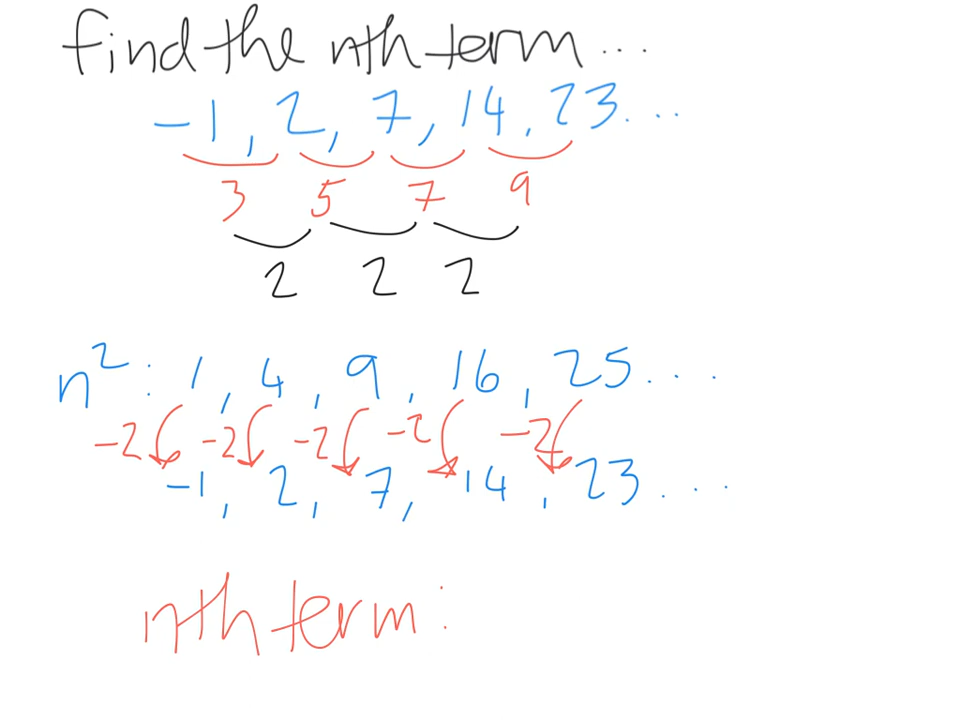 find the nth term...
-1, 2, 7, 14, 23...
3 5 7 9
2 2 2
n²: 1, 4, 9, 16, 25...
-2 -2 -2 -2 -2
-1, 2, 7, 14, 23...
nth term: